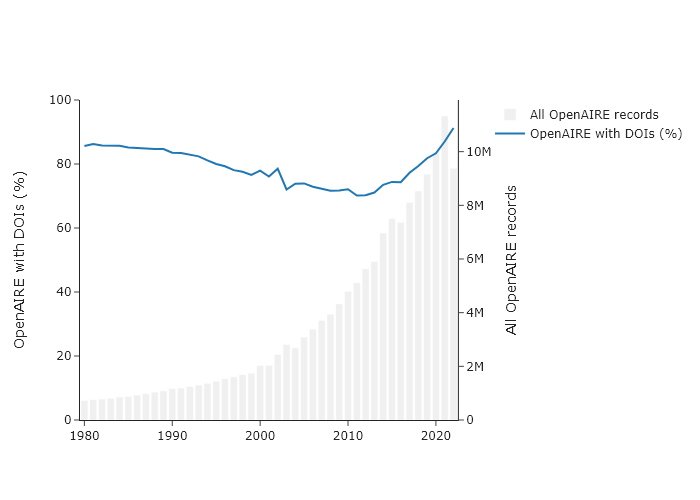 100
80
60
40
20
0
OpenAIRE with DOIs (%)
1980
1990
2000
2010
2020
10M
8M
6M
4M
2M
0
All OpenAIRE records
All OpenAIRE records
OpenAIRE with DOIs (%)